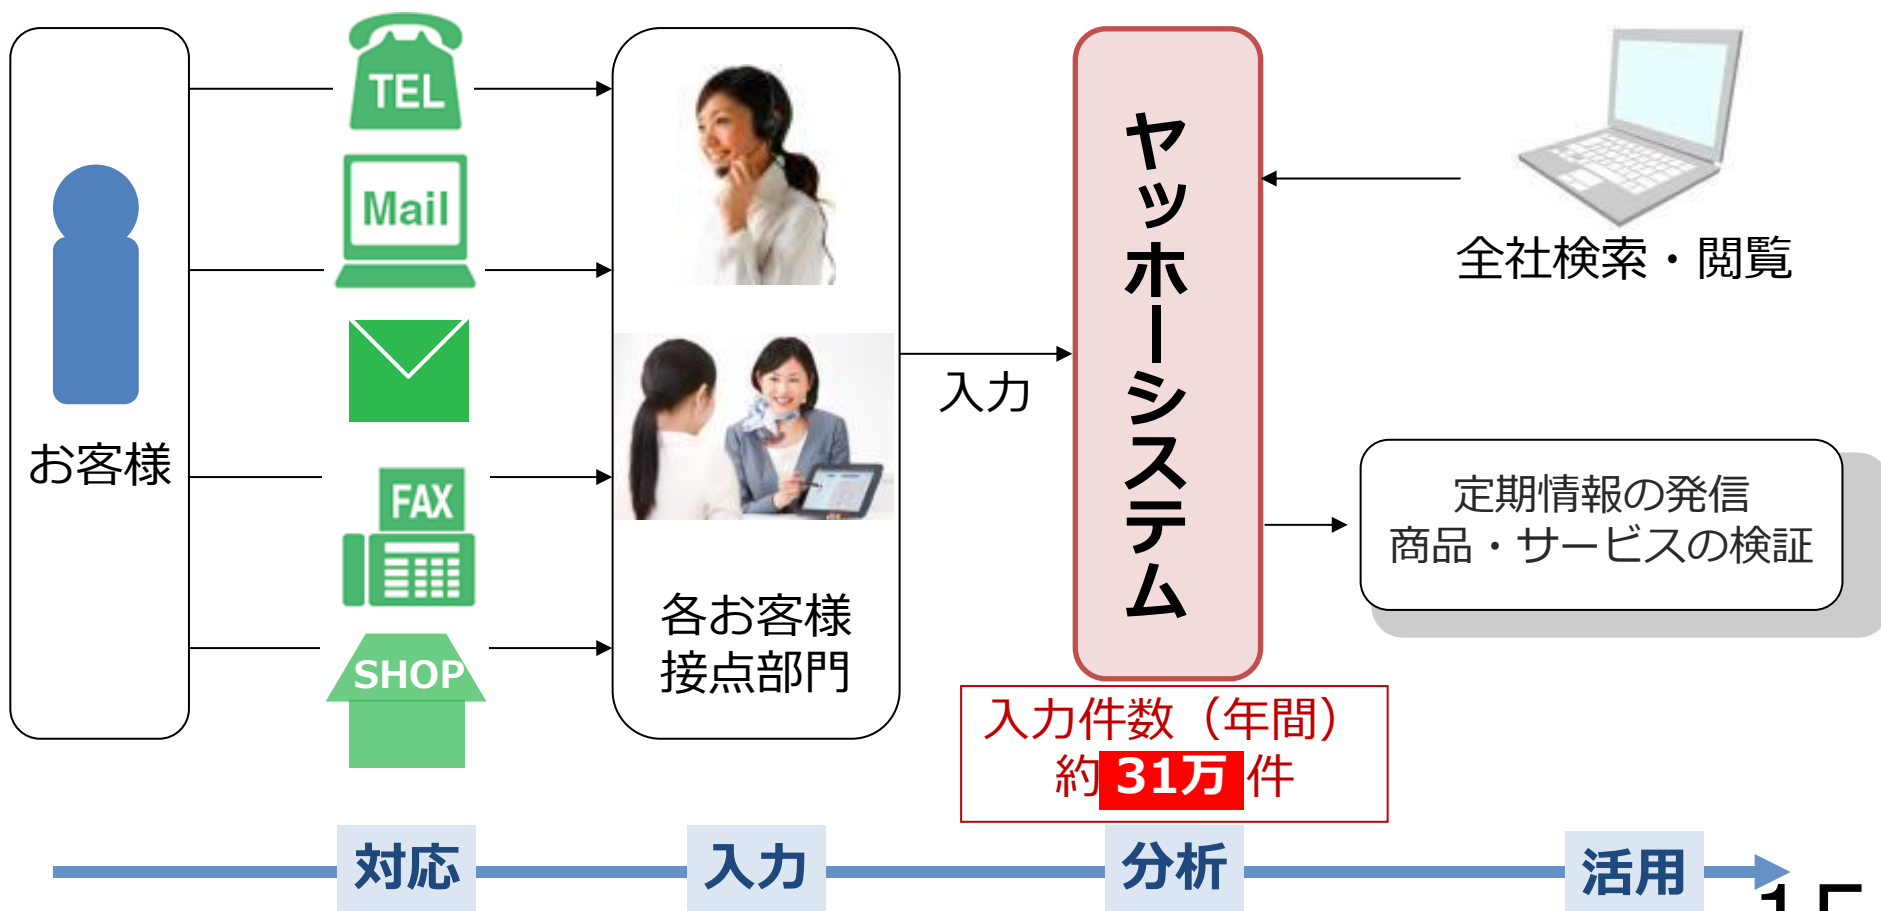 お客様
TEL
Mail
FAX
SHOP
各お客様
接点部門
入力
ヤッホーシステム
入力件数（年間）
約31万件
全社検索・閲覧
定期情報の発信
商品・サービスの検証
対応
入力
分析
活用